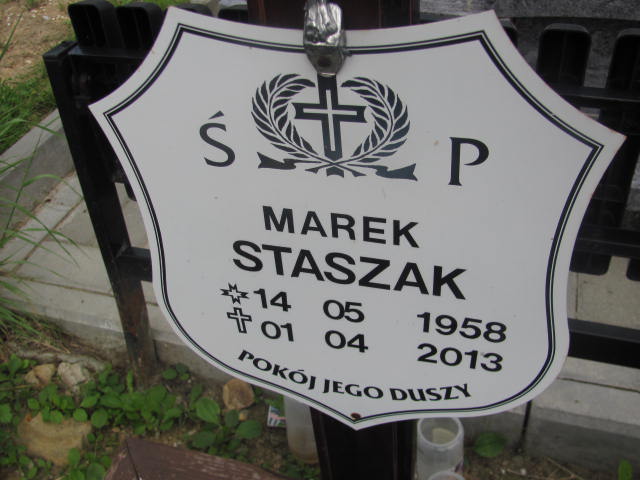 Ś P
MAREK
STASZAK
14 05 1958
01 04 2013
POKÓJ JEGO DUSZY